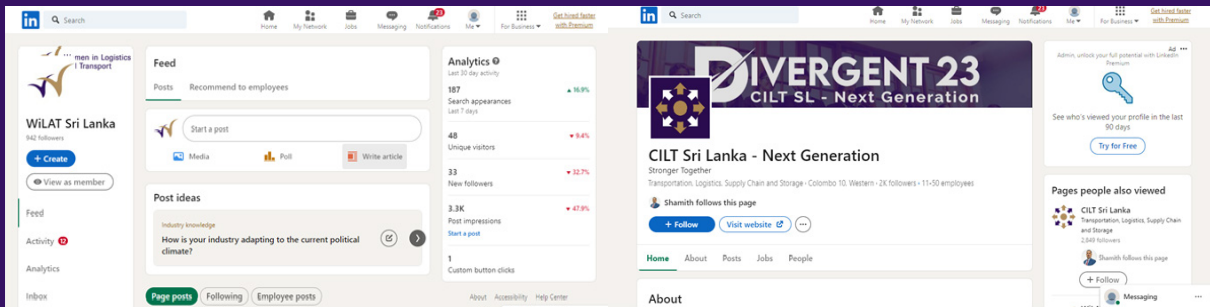 in
Search
Home
My Network
Jobs
Messaging
23
Notifications
Me
For Business
Get hired faster
with Premium
... men in Logistics
Transport
WiLAT Sri Lanka
942 followers
+ Create
View as member
Feed
Activity 12
Analytics
Inbox
Feed
Posts
Recommend to employees
Start a post
Media
Poll
Write article
Post ideas
Industry knowledge
How is your industry adapting to the current political
climate?
Page posts
Following
Employee posts
Analytics
Last 30 day activity
187
16.9%
Search appearances
Last 7 days
48
9.4%
Unique visitors
33
32.7%
New followers
3.3K
47.9%
Post impressions
Start a post
1
Custom button clicks
About Accessibility Help Center
in
Search
Home
My Network
Jobs
Messaging
23
Notifications
Me
For Business
Get hired faster
with Premium
DIVERGENT 23
CILT SL - Next Generation
CILT Sri Lanka - Next Generation
Stronger Together
Transportation, Logistics, Supply Chain and Storage · Colombo 10, Western · 2K followers · 11-50 employees
Shamith follows this page
+ Follow
Visit website
Home
About
Posts
Jobs
People
About
Ad ...
Admin, unlock your full potential with LinkedIn
Premium
See who's viewed your profile in the last
90 days
Try for Free
Pages people also viewed
CILT Sri Lanka
Transportation, Logistics, Supply Chain
and Storage
2,649 followers
Shamith follows this page
+ Follow
Messaging